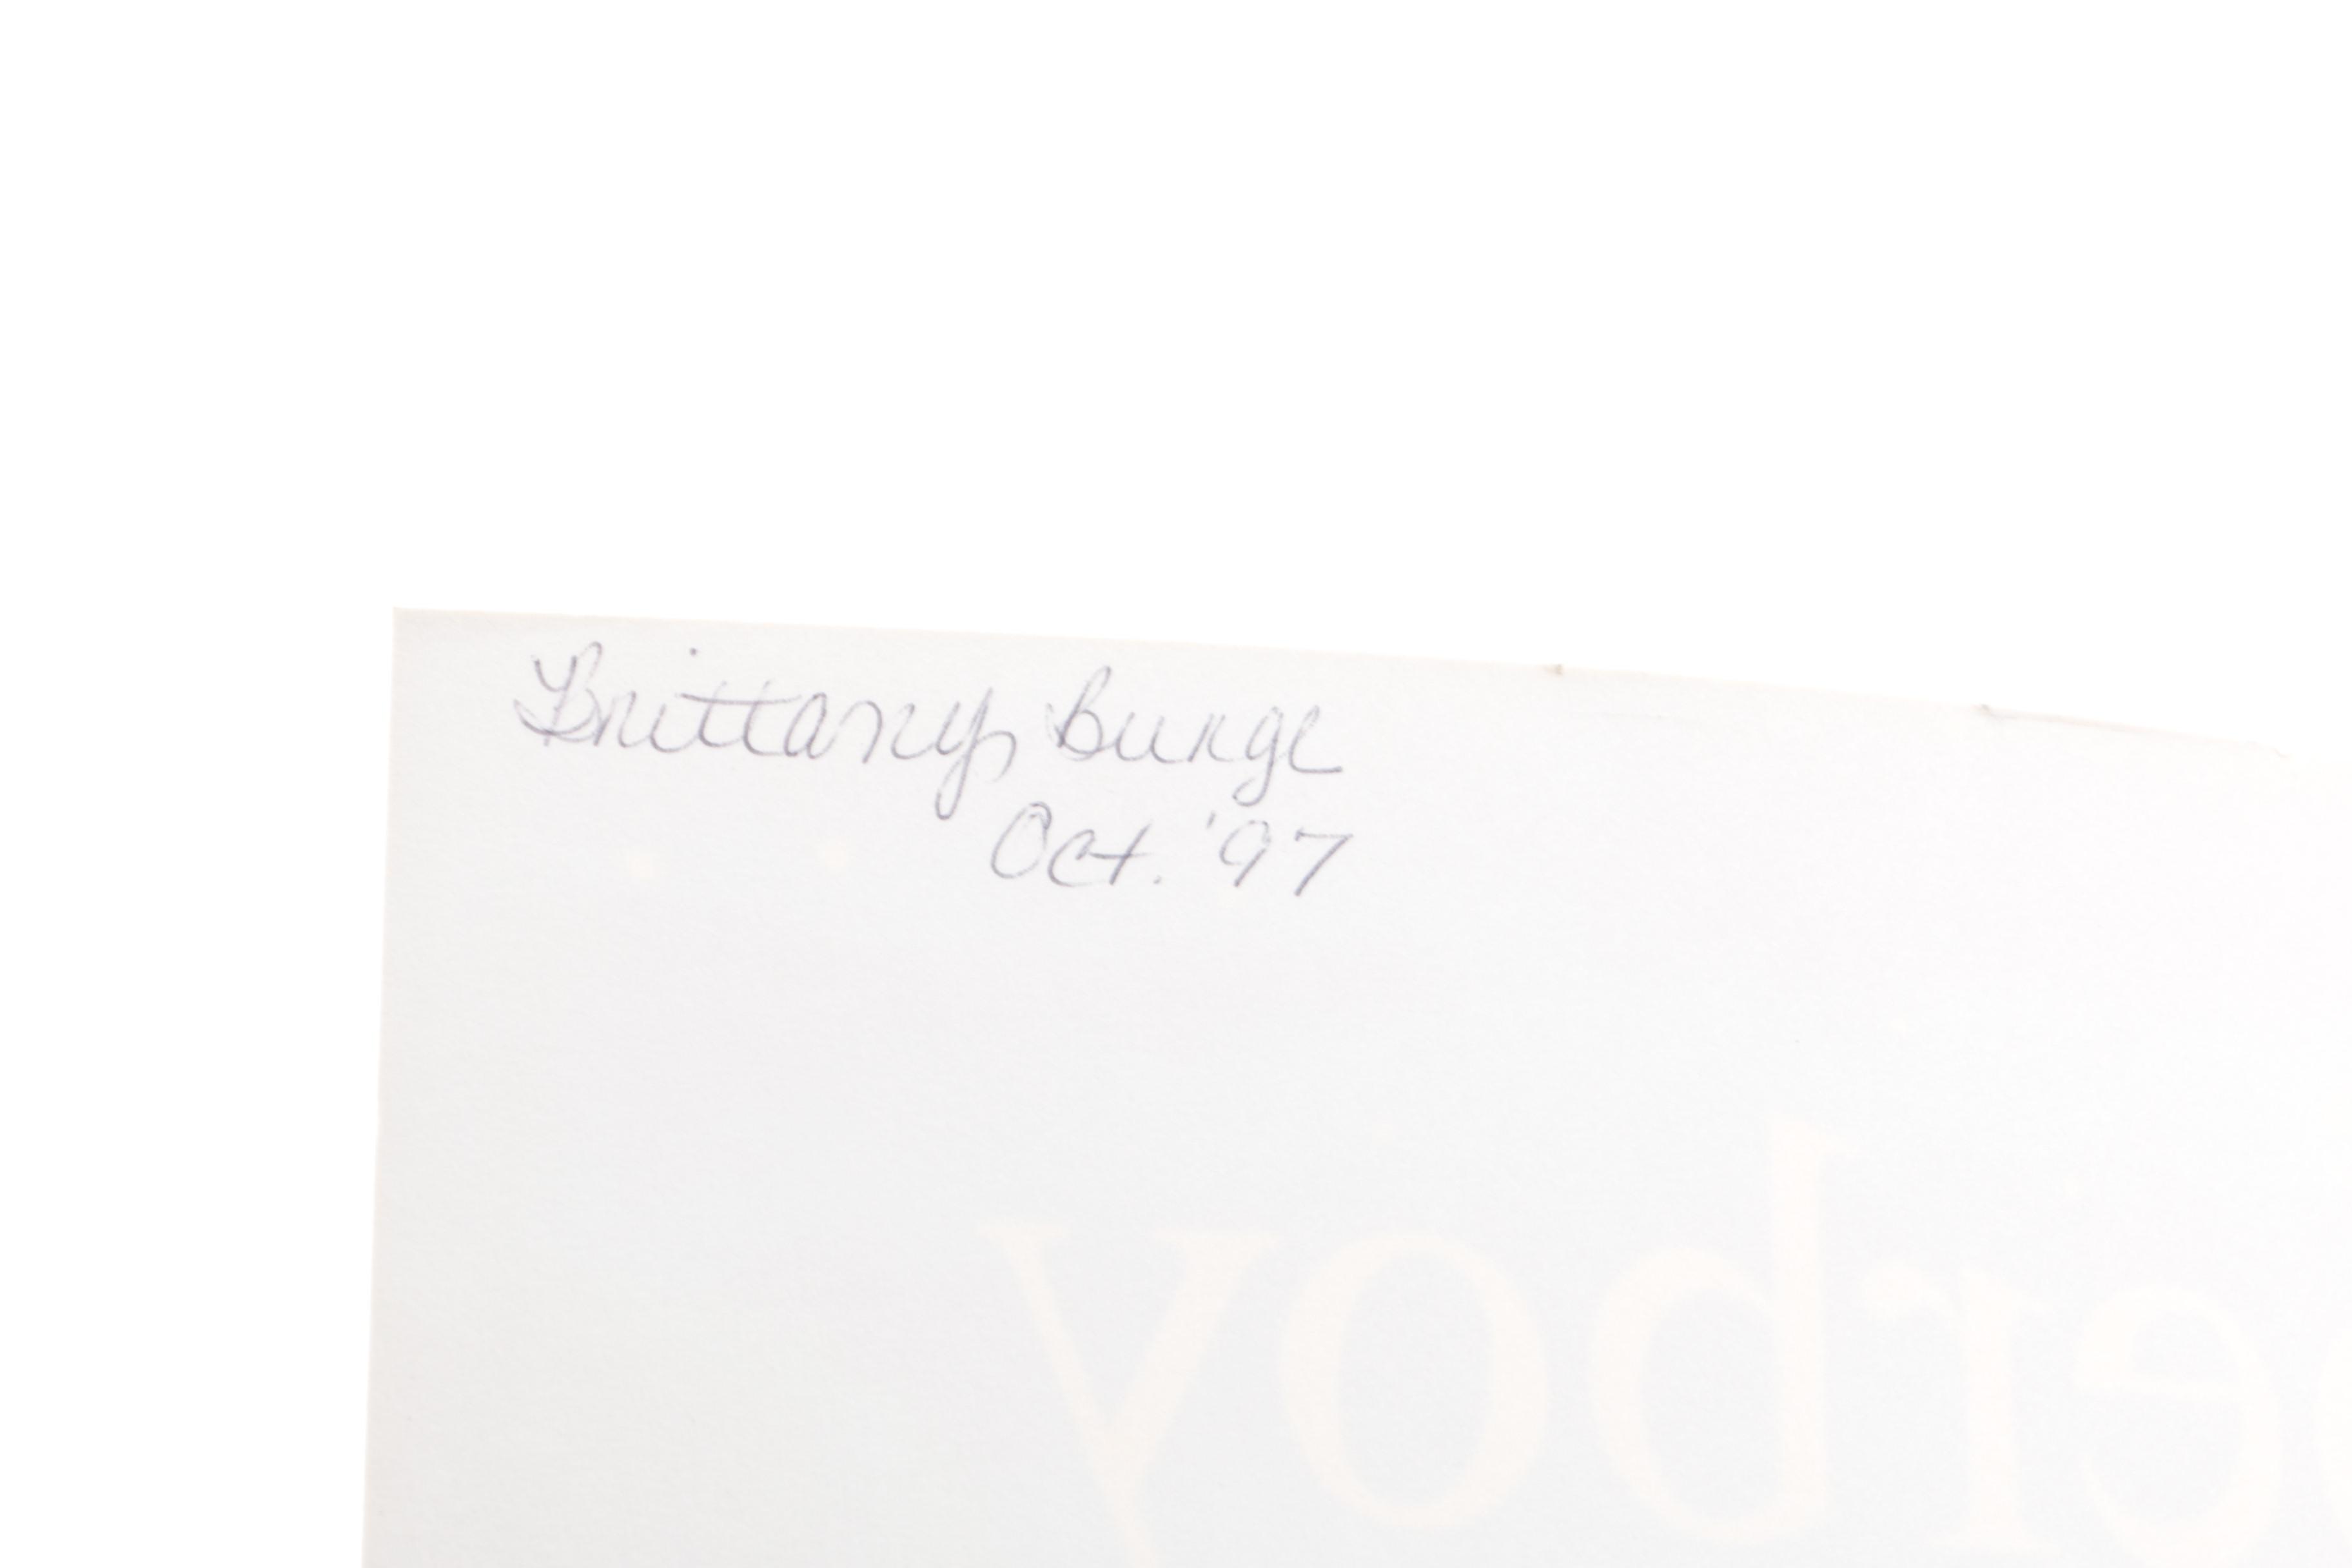 Brittany Burge
Oct. '97